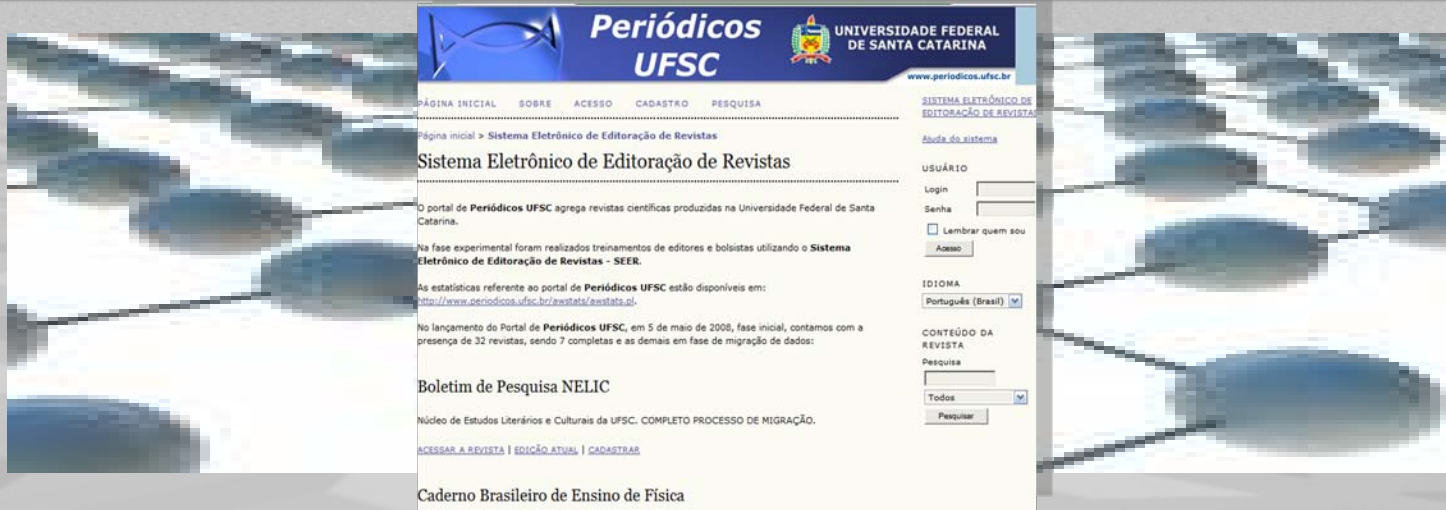 Periódicos
UFSC
UNIVERSIDADE FEDERAL
DE SANTA CATARINA
www.periodicos.ufsc.br
PÁGINA INICIAL SOBRE ACESSO CADASTRO PESQUISA
Página inicial > Sistema Eletrônico de Editoração de Revistas
Sistema Eletrônico de Editoração de Revistas
O portal de Periódicos UFSC agrega revistas científicas produzidas na Universidade Federal de Santa
Catarina.
Na fase experimental foram realizados treinamentos de editores e bolsistas utilizando o Sistema
Eletrônico de Editoração de Revistas - SEER.
As estatísticas referente ao portal de Periódicos UFSC estão disponíveis em:
http://www.periodicos.ufsc.br/awstats/awstats.pl.
No lançamento do Portal de Periódicos UFSC, em 5 de maio de 2008, fase inicial, contamos com a
presença de 32 revistas, sendo 7 completas e as demais em fase de migração de dados:
Boletim de Pesquisa NELIC
Núcleo de Estudos Literários e Culturais da UFSC. COMPLETO PROCESSO DE MIGRAÇÃO.
ACESSAR A REVISTA | EDIÇÃO ATUAL | CADASTRAR
Caderno Brasileiro de Ensino de Física
SISTEMA ELETRÔNICO DE
EDITORAÇÃO DE REVISTAS
Ajuda do sistema
USUÁRIO
Login
Senha
Lembrar quem sou
Acesso
IDIOMA
Português (Brasil)
CONTEÚDO DA
REVISTA
Pesquisa
Todos
Pesquisar